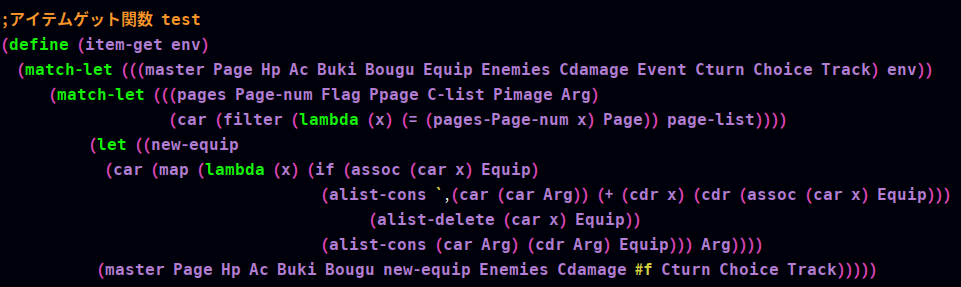 ;アイテムゲット関数 test
(define (item-get env)
(match-let (((master Page Hp Ac Buki Bougu Equip Enemies Cdamage Event Cturn Choice Track) env))
(match-let (((pages Page-num Flag Ppage C-list Pimage Arg)
(car (filter (lambda (x) (= (pages-Page-num x) Page)) page-list))))
(let ((new-equip
(car (map (lambda (x) (if (assoc (car x) Equip)
(alist-cons `,(car (car Arg)) (+ (cdr x) (cdr (assoc (car x) Equip)))
(alist-delete (car x) Equip))
(alist-cons (car Arg) (cdr Arg) Equip))) Arg))))
(master Page Hp Ac Buki Bougu new-equip Enemies Cdamage #f Cturn Choice Track)))))